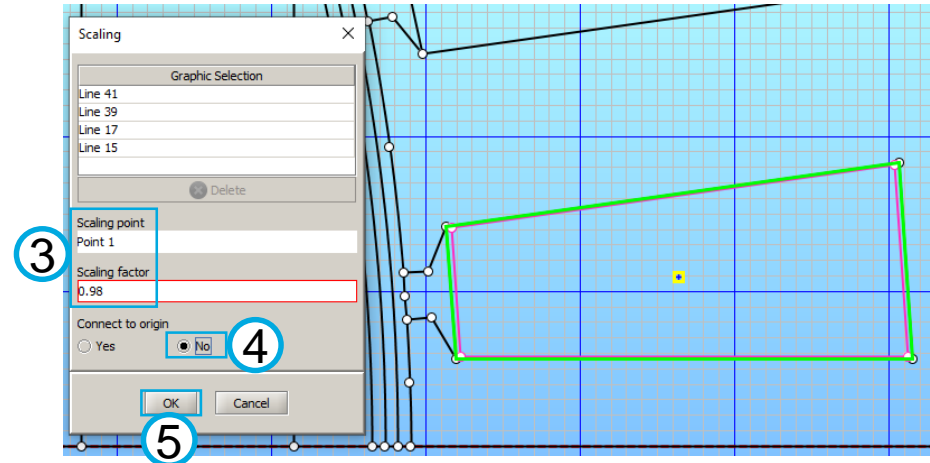 Scaling
Graphic Selection
Line 41
Line 39
Line 17
Line 15
Delete
Scaling point
3
Point 1
Scaling factor
0.98
Connect to origin
Yes
No
4
OK
Cancel
5